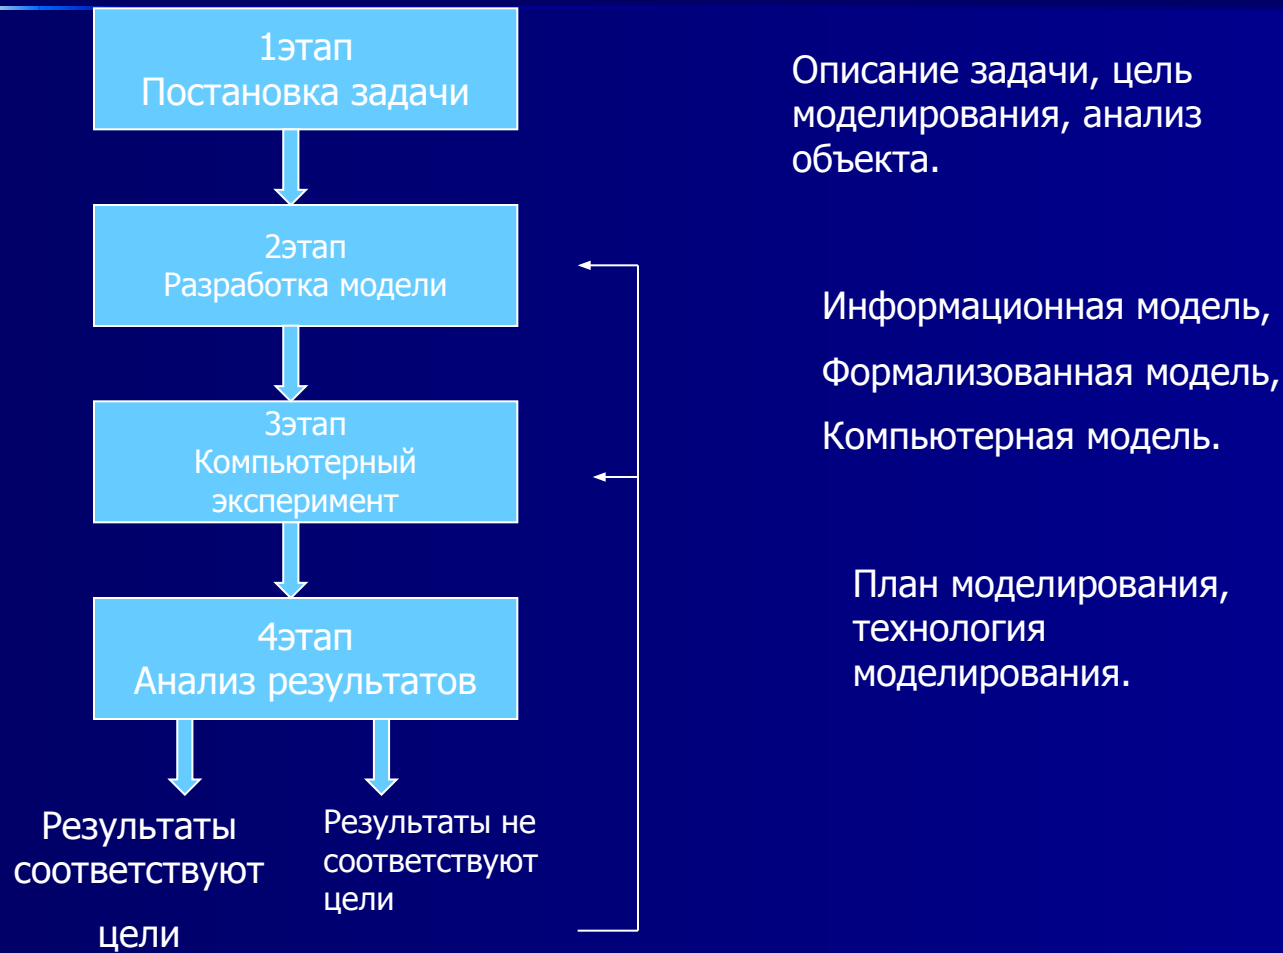 1этап
Постановка задачи
Описание задачи, цель
моделирования, анализ
объекта.
2этап
Разработка модели
Информационная модель,
Формализованная модель,
Компьютерная модель.
3этап
Компьютерный
эксперимент
План моделирования,
технология
моделирования.
4этап
Анализ результатов
Результаты
соответствуют
цели
Результаты не
соответствуют
цели